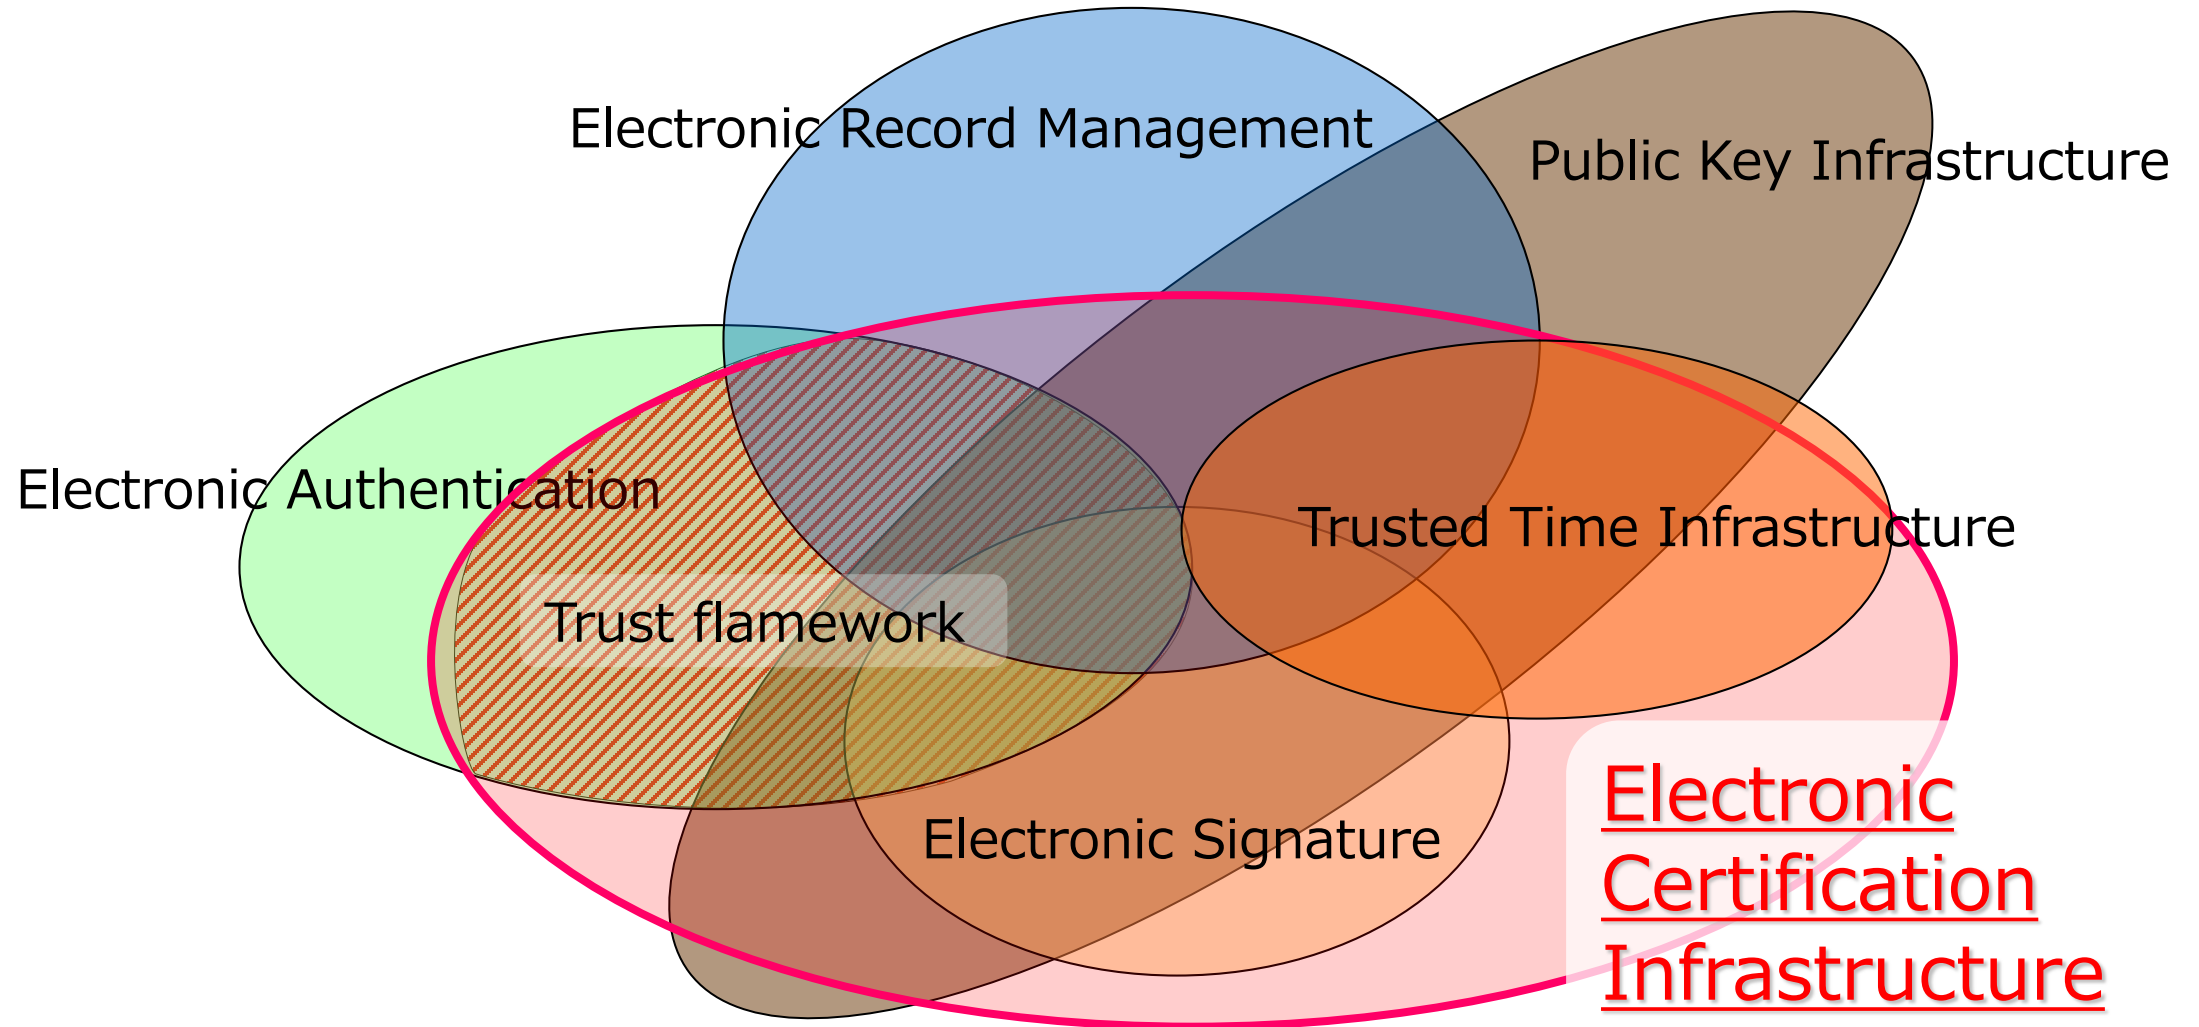 Electronic Record Management
Public Key Infrastructure
Electronic Authentication
Trusted Time Infrastructure
Trust flamework
Electronic Signature
Electronic
Certification
Infrastructure